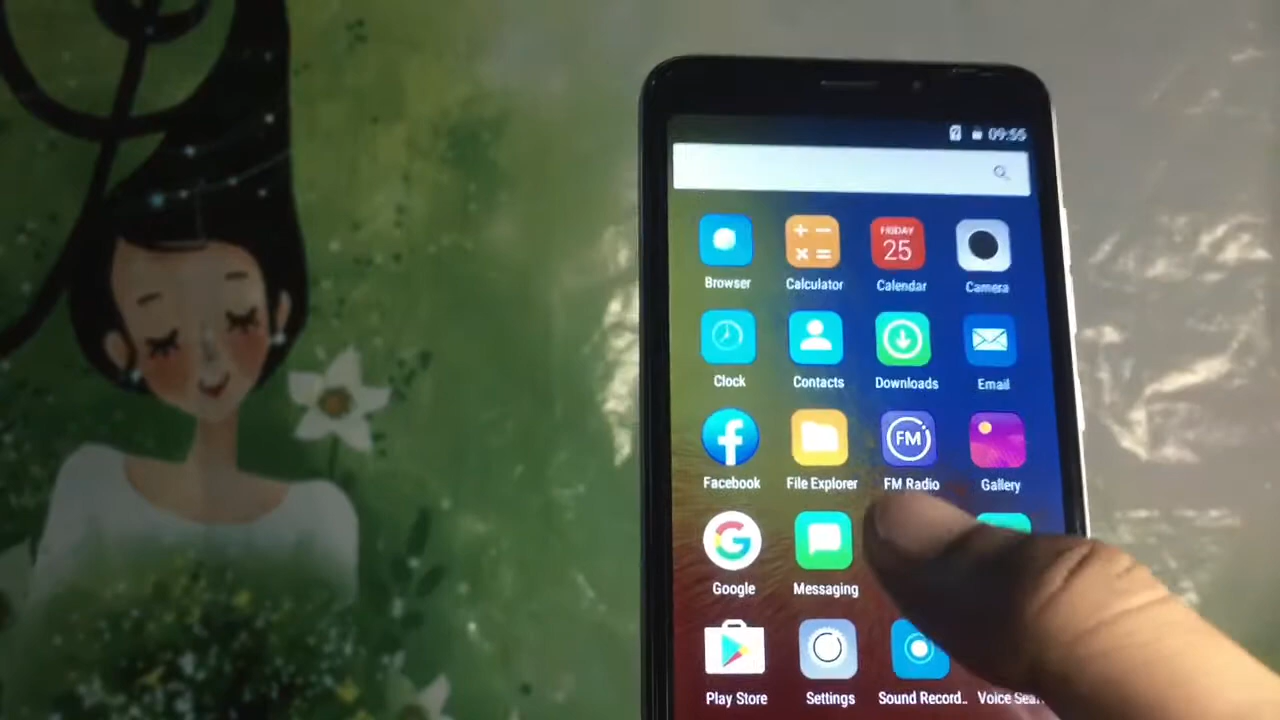 09:55
Browser Calculator FRIDAY 25 Calendar Camera
Clock Contacts Downloads Email
Facebook File Explorer FM FM Radio Gallery
Google Messaging
Play Store Settings Sound Record.. Voice Sear